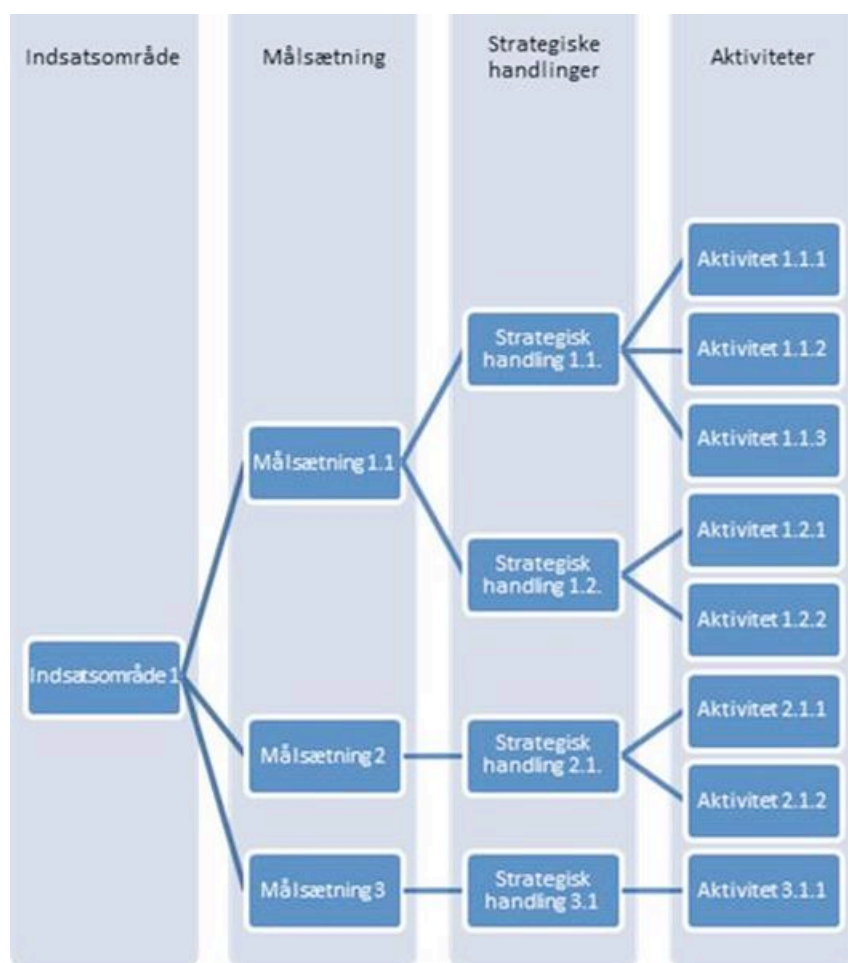 Indsatsområde
Målsætning
Strategiske
handlinger
Aktiviteter
Indsatsområde 1
Målsætning 1.1
Målsætning 2
Målsætning 3
Strategisk
handling 1.1.
Strategisk
handling 1.2.
Strategisk
handling 2.1.
Strategisk
handling 3.1
Aktivitet 1.1.1
Aktivitet 1.1.2
Aktivitet 1.1.3
Aktivitet 1.2.1
Aktivitet 1.2.2
Aktivitet 2.1.1
Aktivitet 2.1.2
Aktivitet 3.1.1